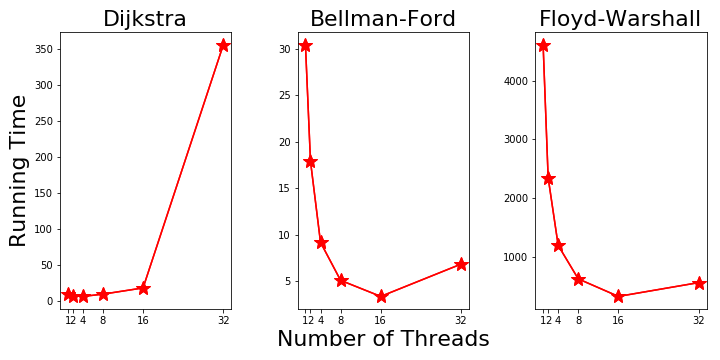 Dijkstra
Bellman-Ford
Floyd-Warshall
Running Time
350
300
250
200
150
100
50
0
1 2 4 8 16 32
30
25
20
15
10
5
1 2 4 8 16 32
4000
3000
2000
1000
1 2 4 8 16 32
Number of Threads